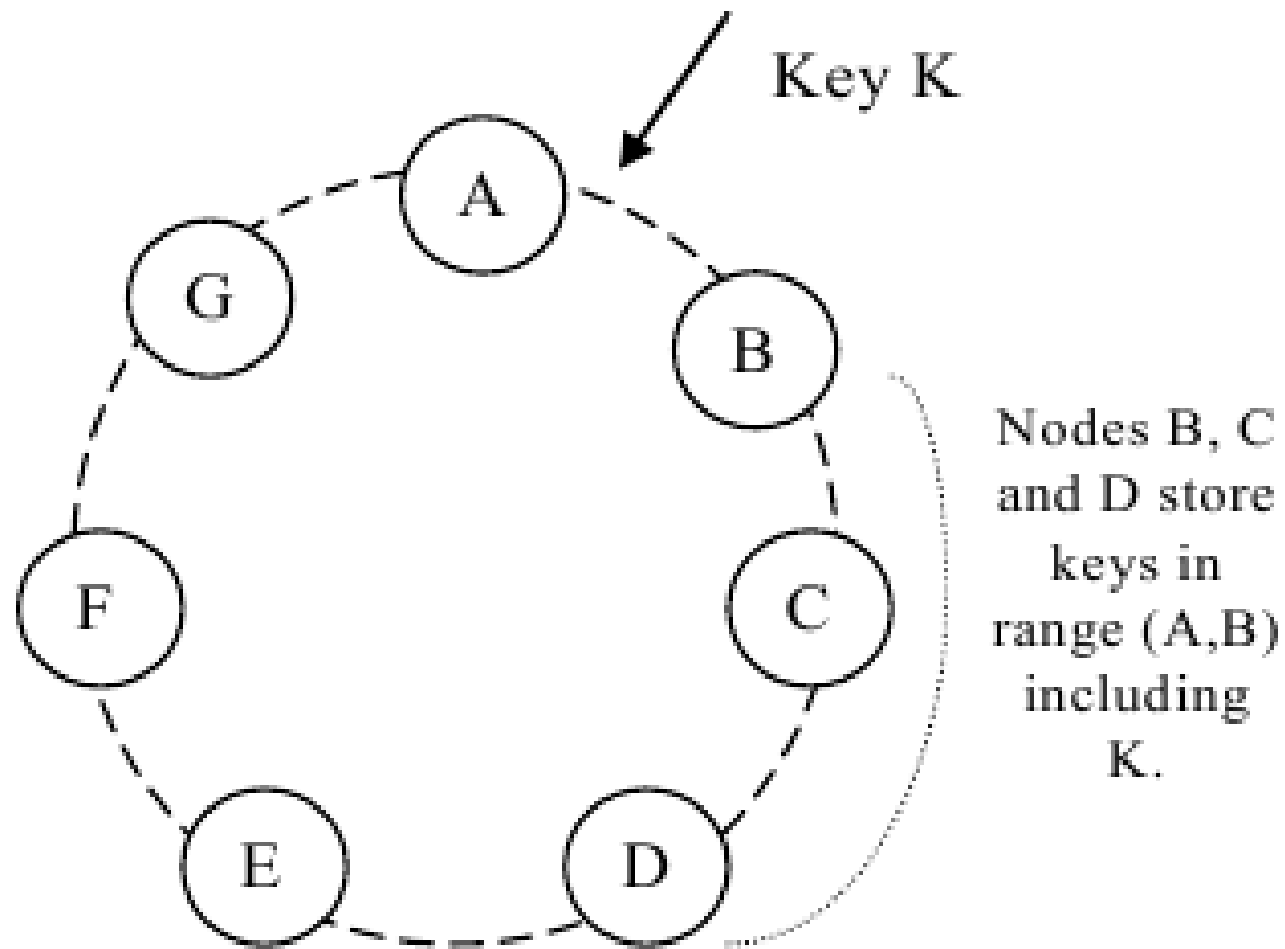 Key K
A
G
B
Nodes B, C
and D store
keys in
range (A,B)
including
K.
F
C
E
D